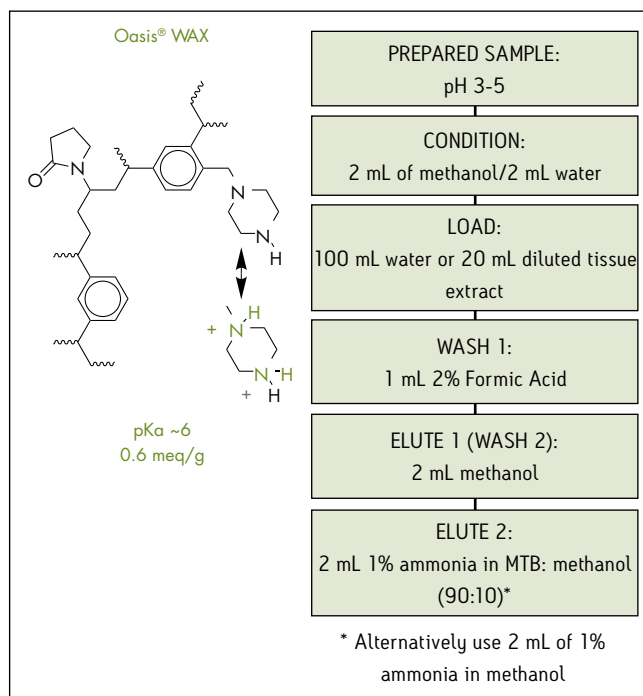 Oasis® WAX
O
N
N
N
H
N
H
+
N
H
H
+
pKa ~6
0.6 meq/g
PREPARED SAMPLE:
pH 3-5
CONDITION:
2 mL of methanol/2 mL water
LOAD:
100 mL water or 20 mL diluted tissue
extract
WASH 1:
1 mL 2% Formic Acid
ELUTE 1 (WASH 2):
2 mL methanol
ELUTE 2:
2 mL 1% ammonia in MTB: methanol
(90:10)*
* Alternatively use 2 mL of 1%
ammonia in methanol